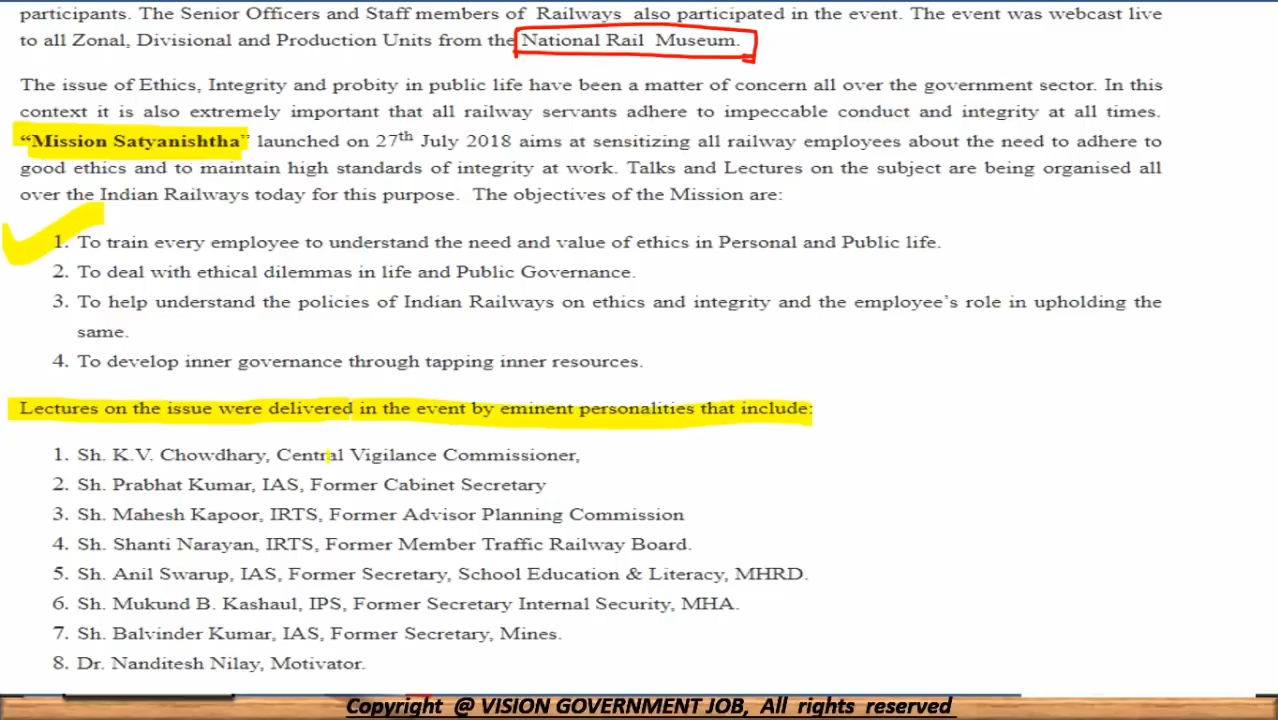 participants. The Senior Officers and Staff members of Railways also participated in the event. The event was webcast live
to all Zonal, Divisional and Production Units from the National Rail Museum.
The issue of Ethics, Integrity and probity in public life have been a matter of concern all over the government sector. In this
context it is also extremely important that all railway servants adhere to impeccable conduct and integrity at all times.
“Mission Satyanishtha” launched on 27th July 2018 aims at sensitizing all railway employees about the need to adhere to
good ethics and to maintain high standards of integrity at work. Talks and Lectures on the subject are being organised all
over the Indian Railways today for this purpose. The objectives of the Mission are:
1. To train every employee to understand the need and value of ethics in Personal and Public life.
2. To deal with ethical dilemmas in life and Public Governance.
3. To help understand the policies of Indian Railways on ethics and integrity and the employee’s role in upholding the
same.
4. To develop inner governance through tapping inner resources.
Lectures on the issue were delivered in the event by eminent personalities that include:
1. Sh. K.V. Chowdhary, Central Vigilance Commissioner,
2. Sh. Prabhat Kumar, IAS, Former Cabinet Secretary
3. Sh. Mahesh Kapoor, IRTS, Former Advisor Planning Commission
4. Sh. Shanti Narayan, IRTS, Former Member Traffic Railway Board.
5. Sh. Anil Swarup, IAS, Former Secretary, School Education & Literacy, MHRD.
6. Sh. Mukund B. Kashaul, IPS, Former Secretary Internal Security, MHA.
7. Sh. Balvinder Kumar, IAS, Former Secretary, Mines.
8. Dr. Nanditesh Nilay, Motivator.
Copyright @ VISION GOVERNMENT JOB, All rights reserved